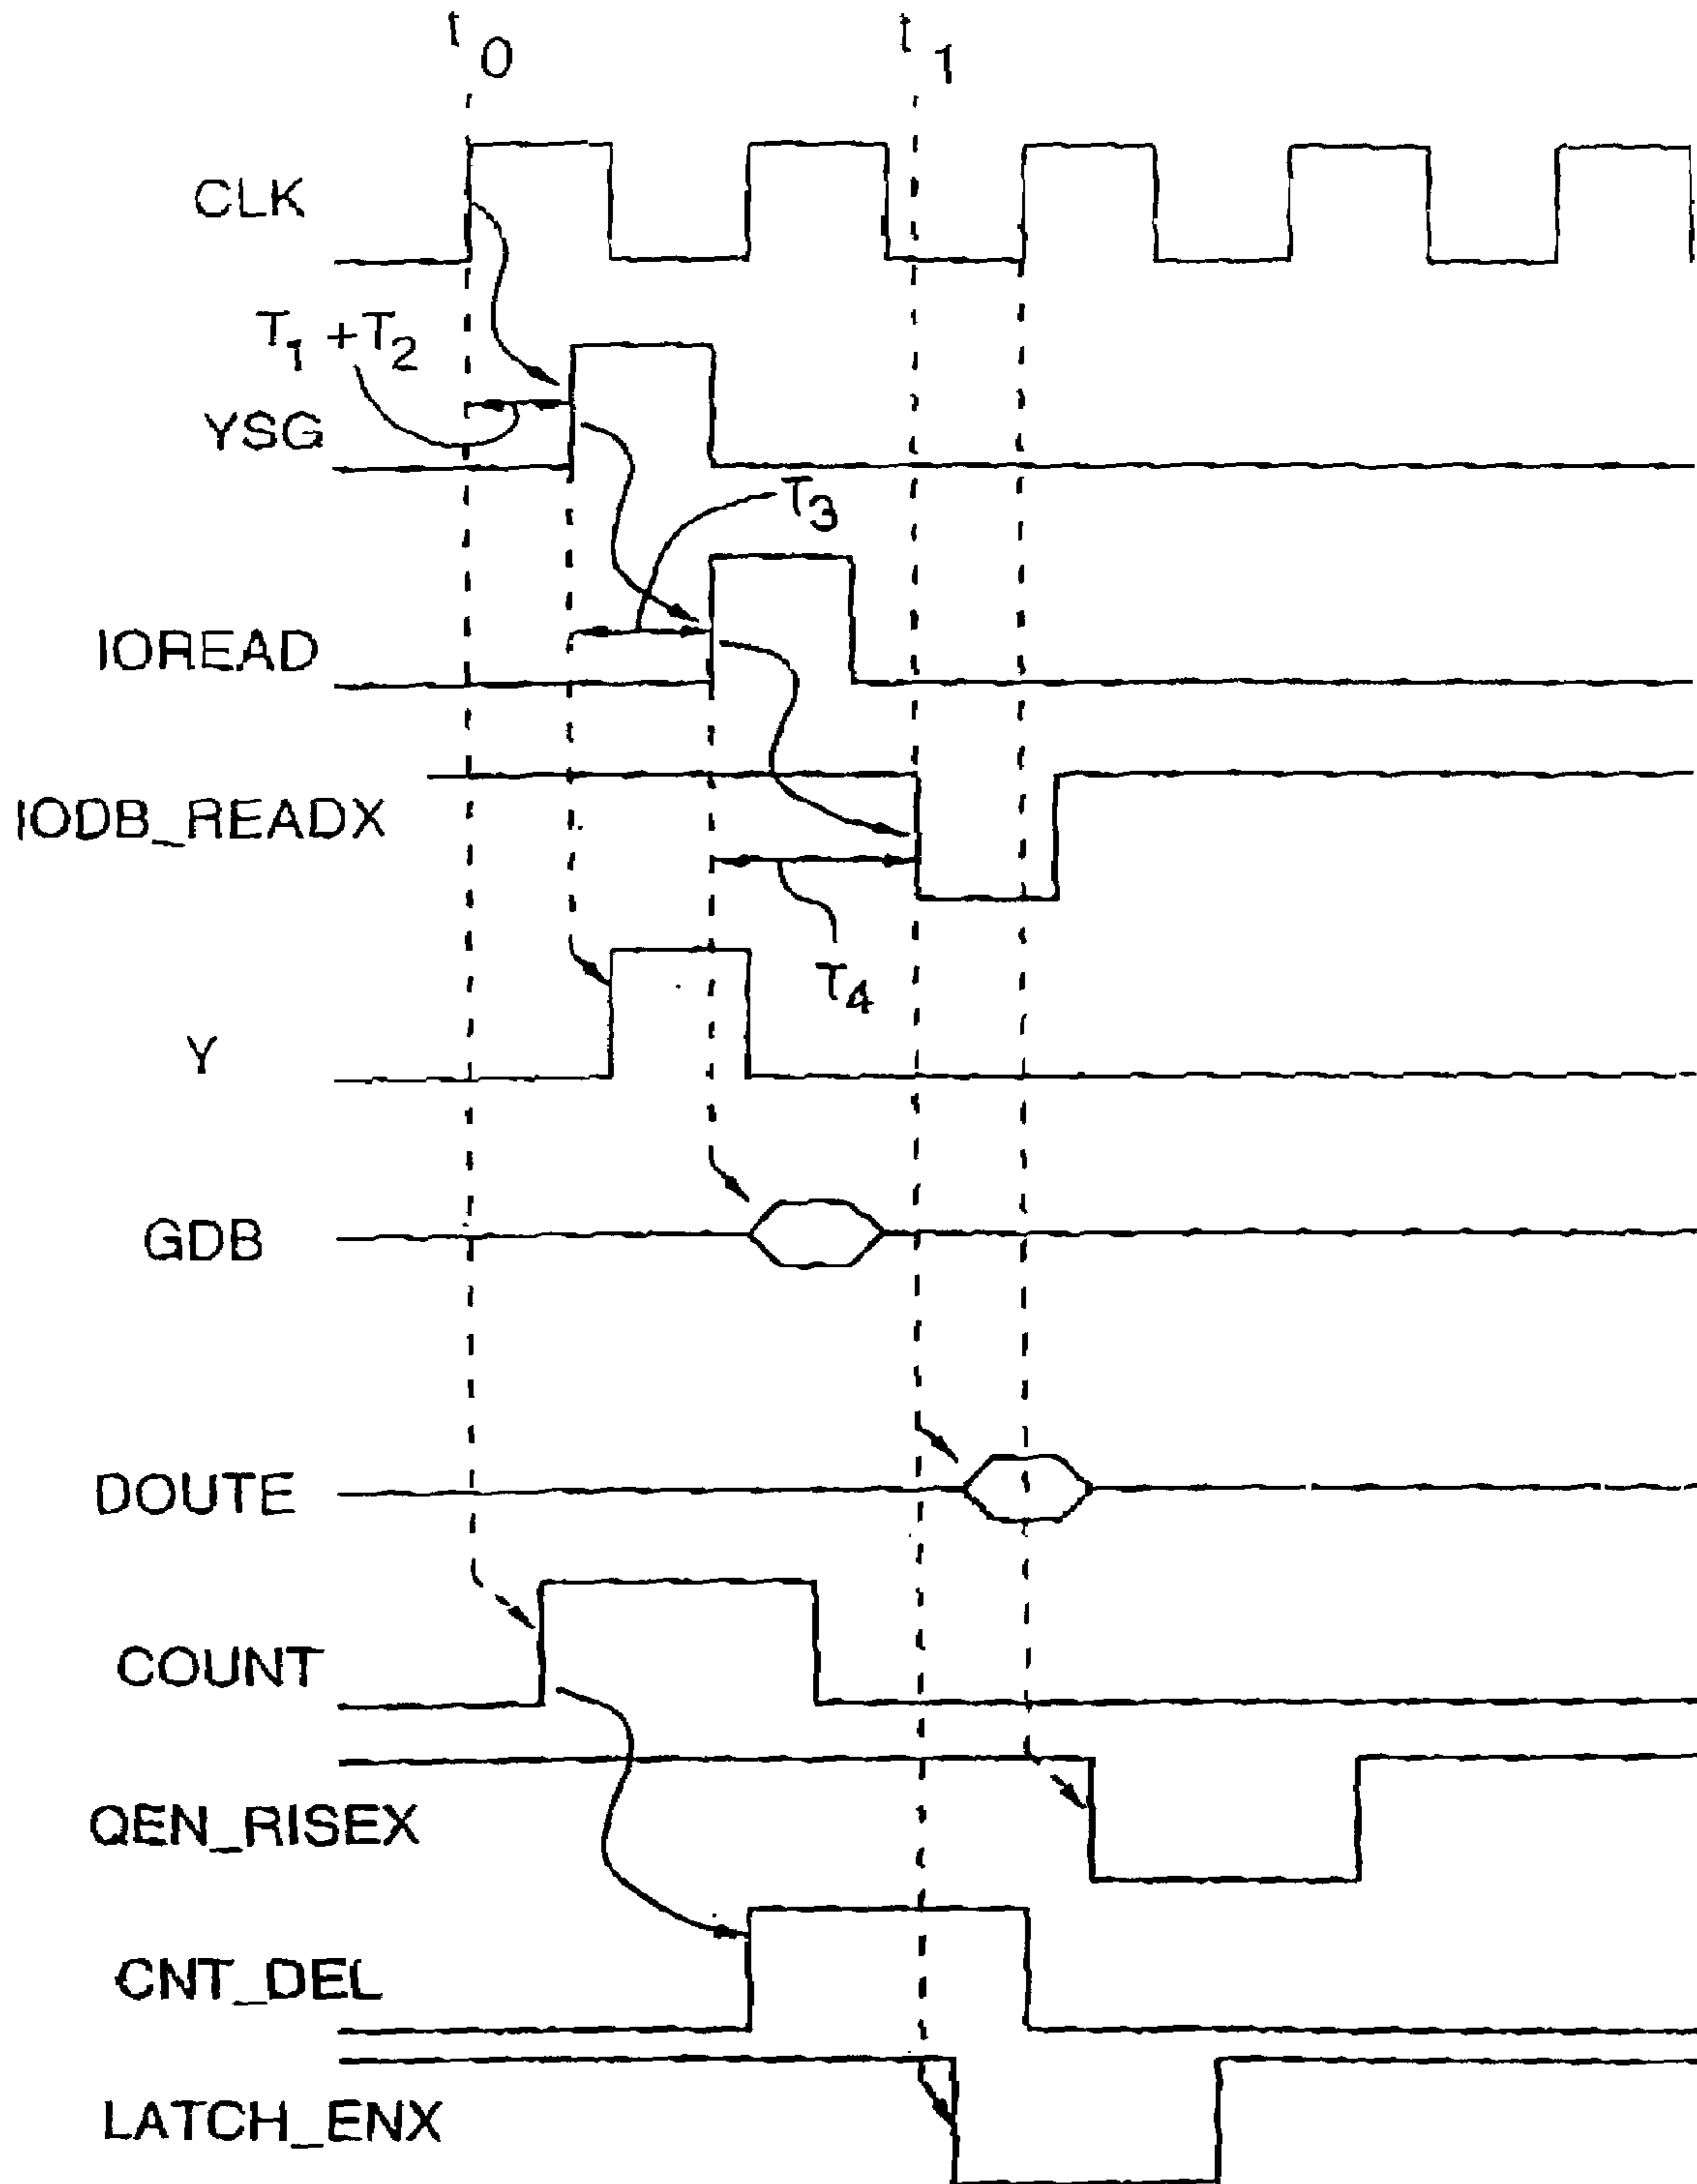 t0 t1
CLK
T1 + T2
YSG
T3
IOREAD
IODB_READX
T4
Y
GDB
DOUTE
COUNT
QEN_RISEX
CNT_DEL
LATCH_ENX